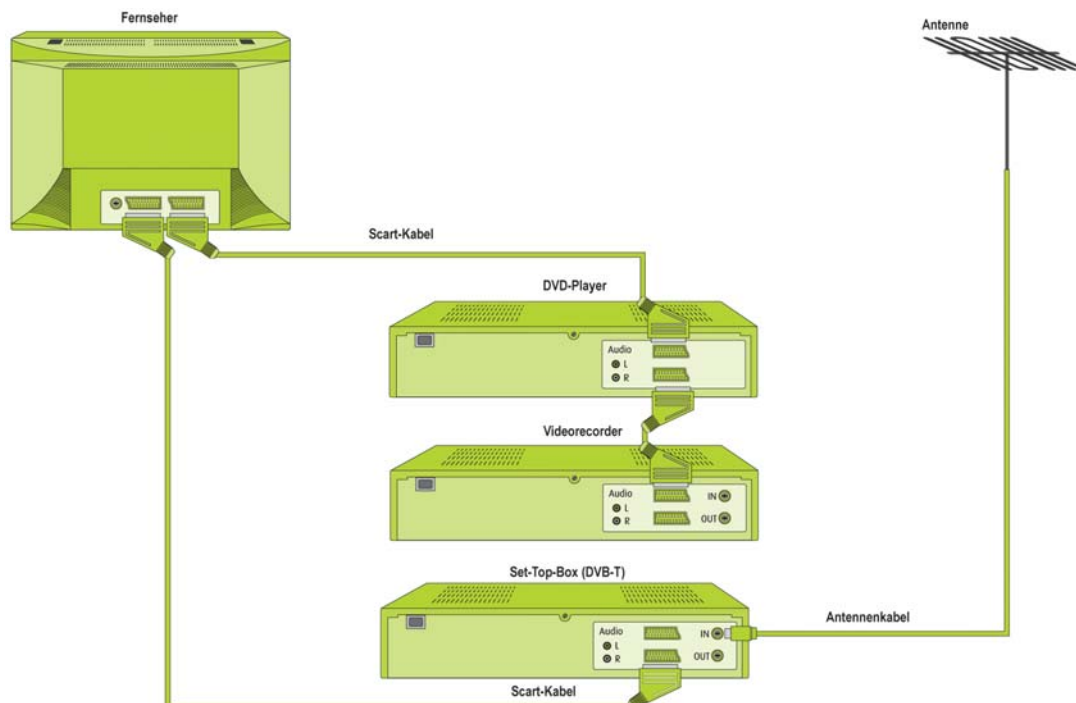 Fernseher
Antenne
Scart-Kabel
DVD-Player
Audio
L
R
Videorecorder
Audio
L
R
IN
OUT
Set-Top-Box (DVB-T)
Audio
L
R
IN
OUT
Antennenkabel
Scart-Kabel